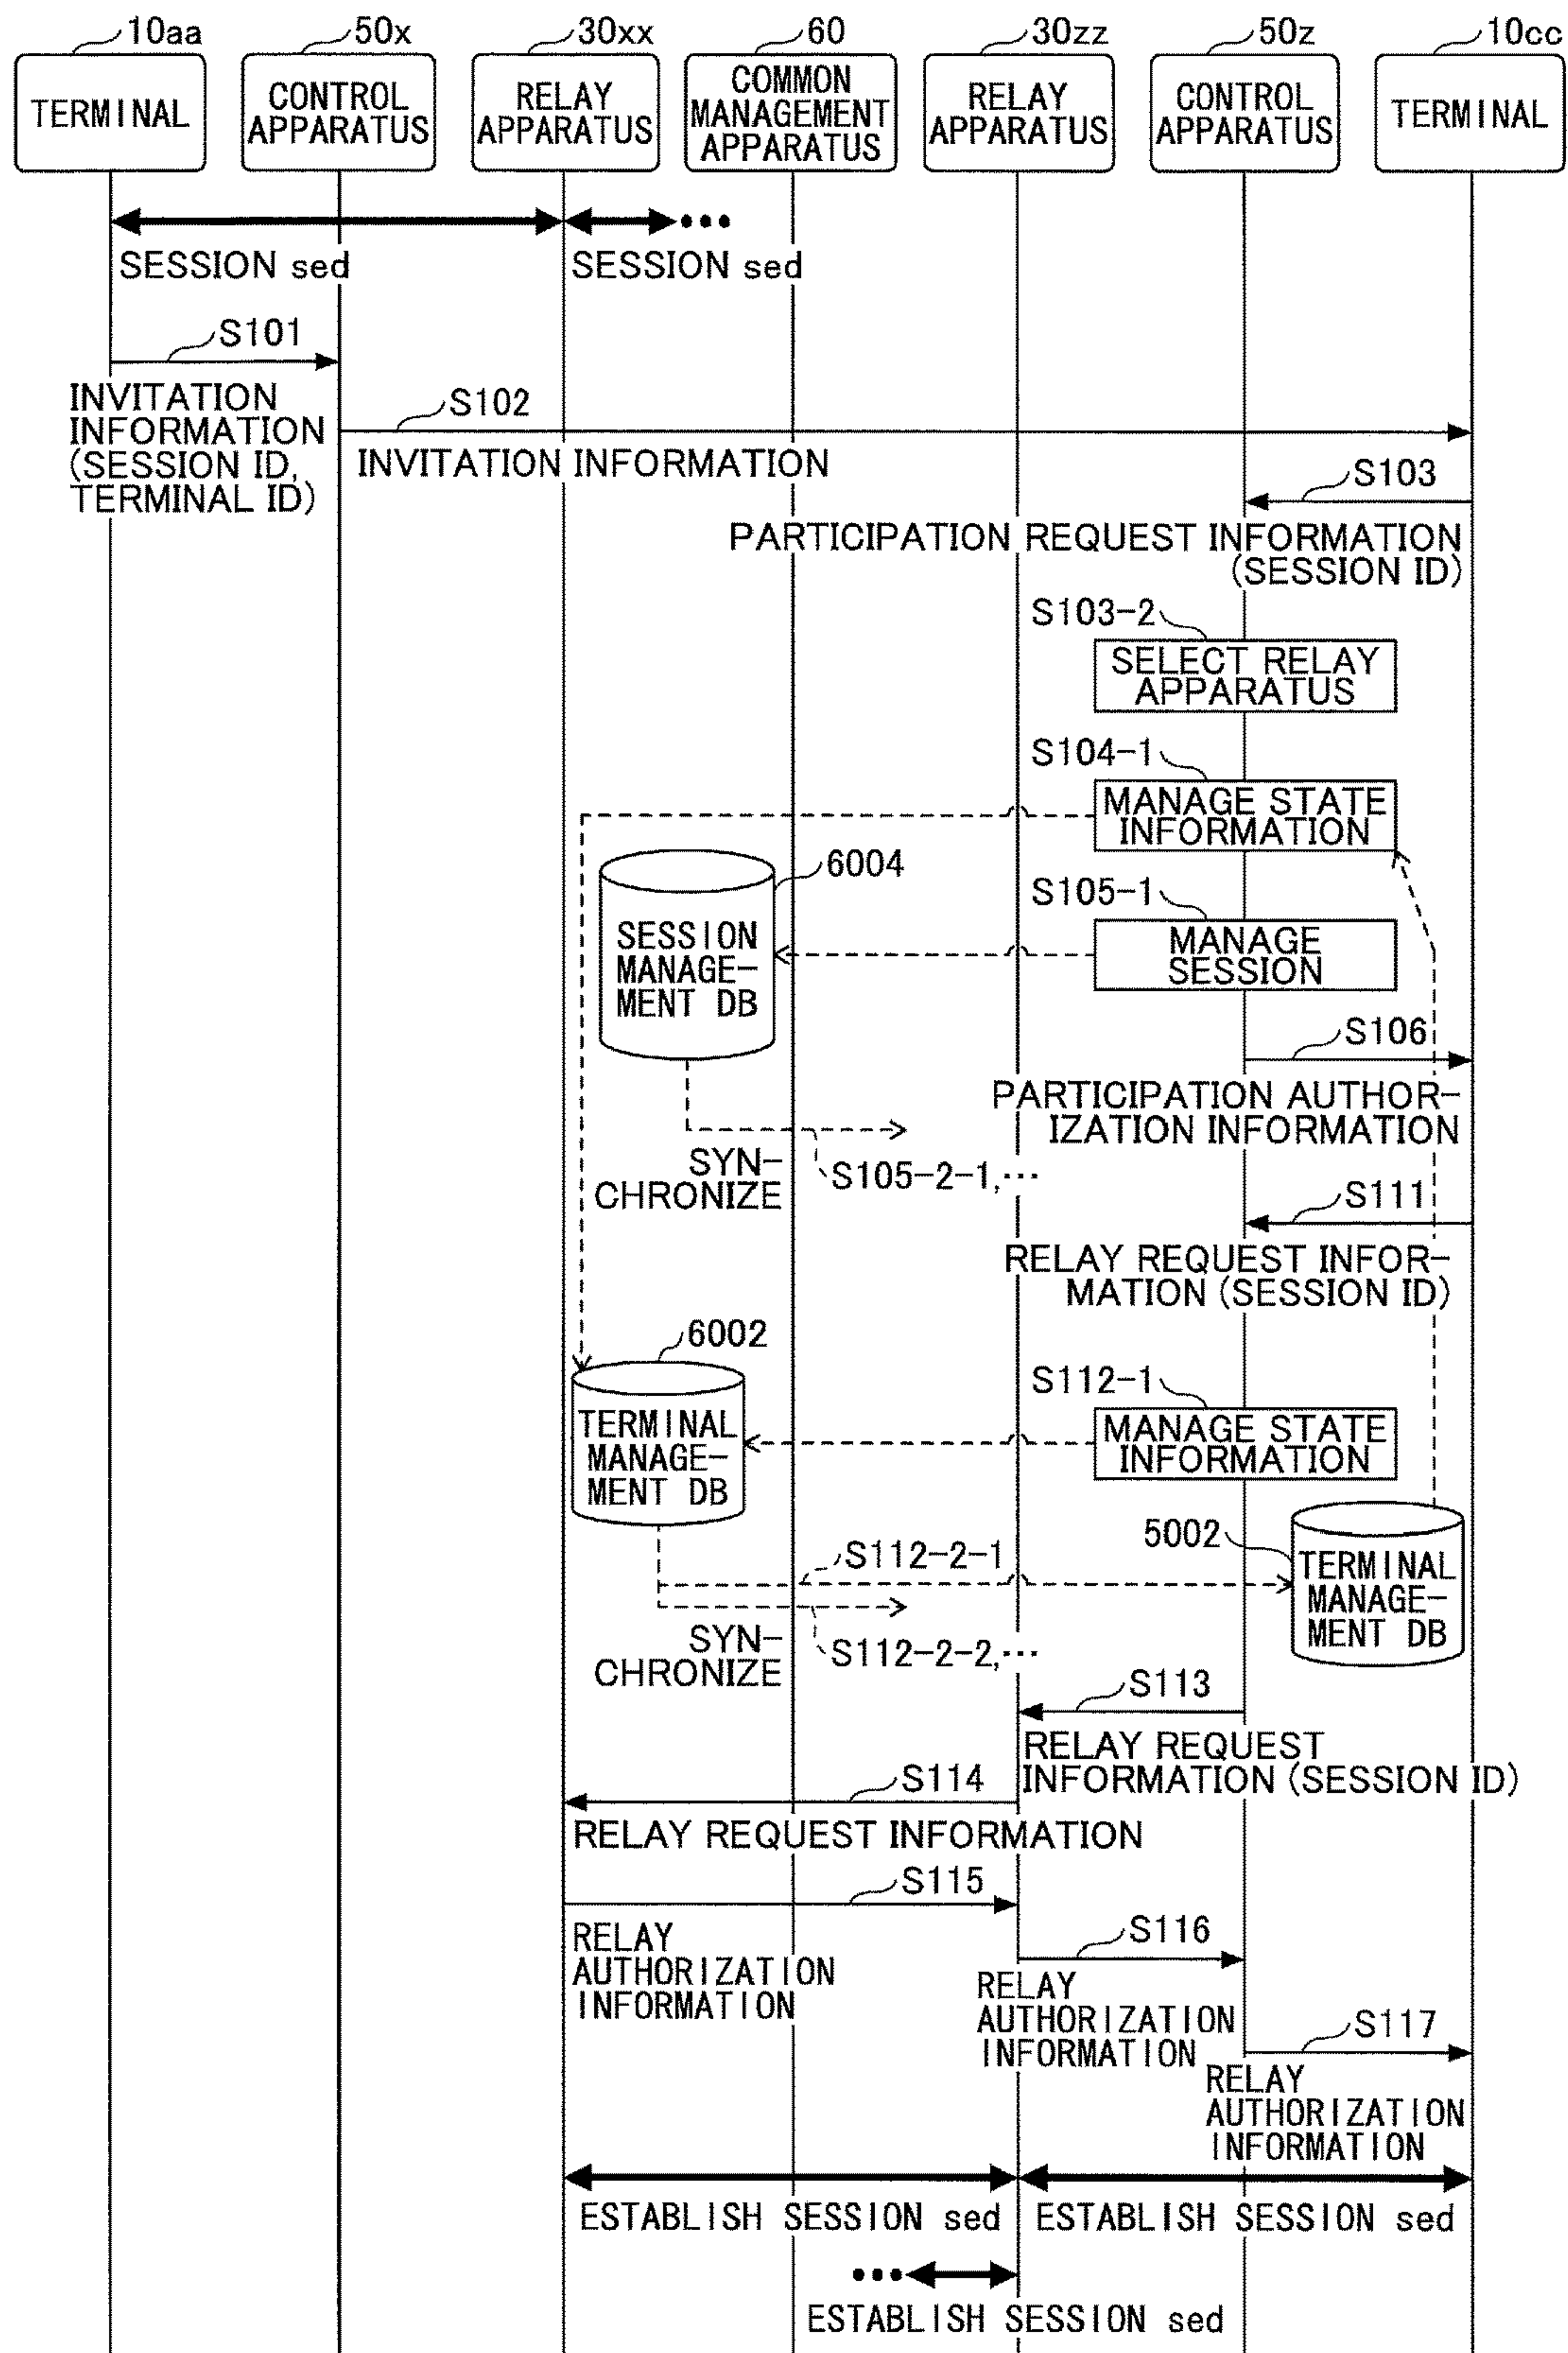 10aa
50x
30xx
60
30zz
50z
10cc
TERMINAL
CONTROL
APPARATUS
RELAY
APPARATUS
COMMON
MANAGEMENT
APPARATUS
RELAY
APPARATUS
CONTROL
APPARATUS
TERMINAL
SESSION sed
SESSION sed
S101
INVITATION
INFORMATION
(SESSION ID,
TERMINAL ID)
S102
INVITATION INFORMATION
S103
PARTICIPATION REQUEST INFORMATION
(SESSION ID)
S103-2
SELECT RELAY
APPARATUS
S104-1
MANAGE STATE
INFORMATION
6004
SESSION
MANAGE-
MENT DB
S105-1
MANAGE
SESSION
S106
PARTICIPATION AUTHOR-
IZATION INFORMATION
SYN-
CHRONIZE
S105-2-1,···
S111
RELAY REQUEST INFOR-
MATION (SESSION ID)
6002
TERMINAL
MANAGE-
MENT DB
S112-1
MANAGE STATE
INFORMATION
5002
TERMINAL
MANAGE-
MENT DB
S112-2-1
SYN-
CHRONIZE
S112-2-2,···
S113
RELAY REQUEST
INFORMATION (SESSION ID)
S114
RELAY REQUEST INFORMATION
S115
RELAY
AUTHORIZATION
INFORMATION
S116
RELAY
AUTHORIZATION
INFORMATION
S117
RELAY
AUTHORIZATION
INFORMATION
ESTABLISH SESSION sed
ESTABLISH SESSION sed
ESTABLISH SESSION sed